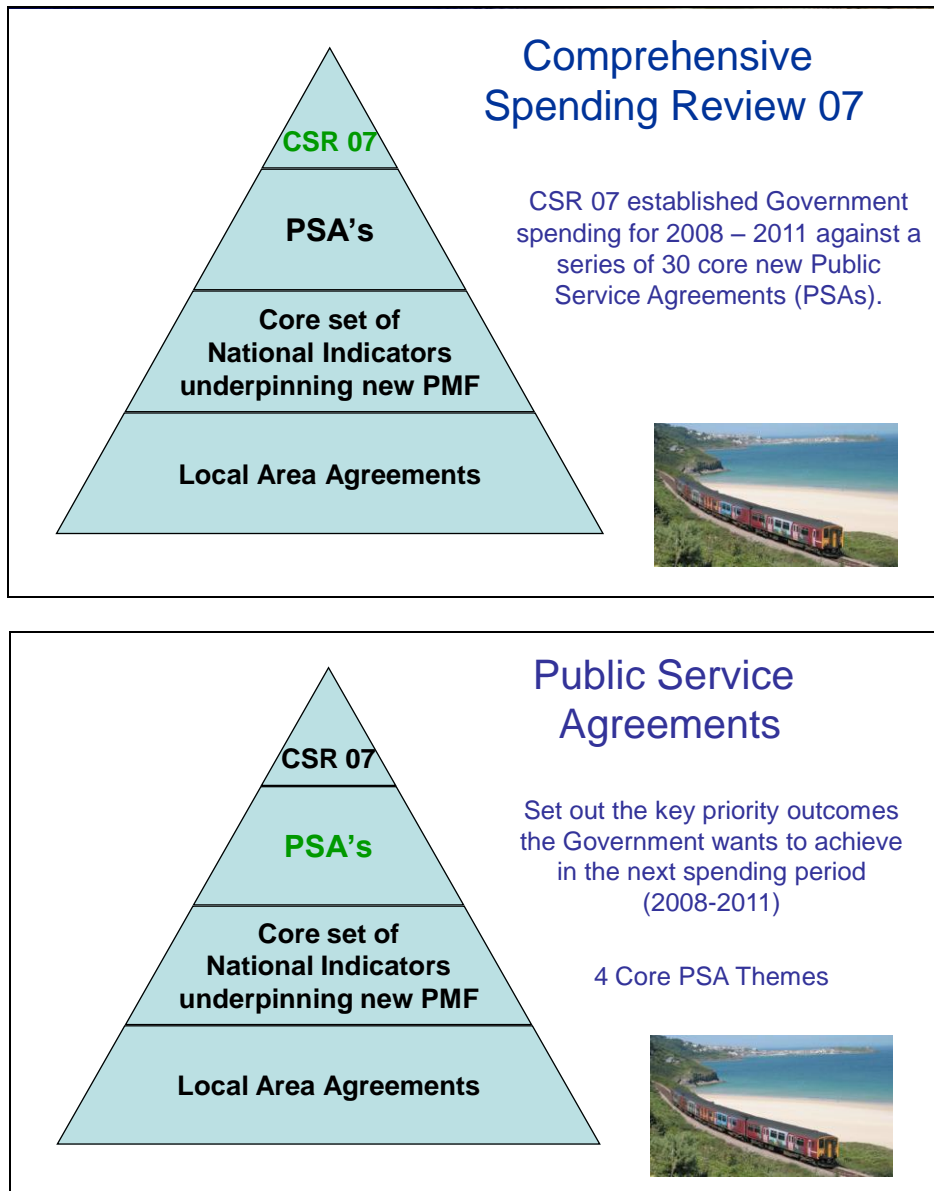 Comprehensive
Spending Review 07
CSR 07
PSA’s
Core set of
National Indicators
underpinning new PMF
Local Area Agreements
CSR 07 established Government
spending for 2008 – 2011 against a
series of 30 core new Public
Service Agreements (PSAs).
Public Service
Agreements
CSR 07
PSA’s
Core set of
National Indicators
underpinning new PMF
Local Area Agreements
Set out the key priority outcomes
the Government wants to achieve
in the next spending period
(2008-2011)
4 Core PSA Themes